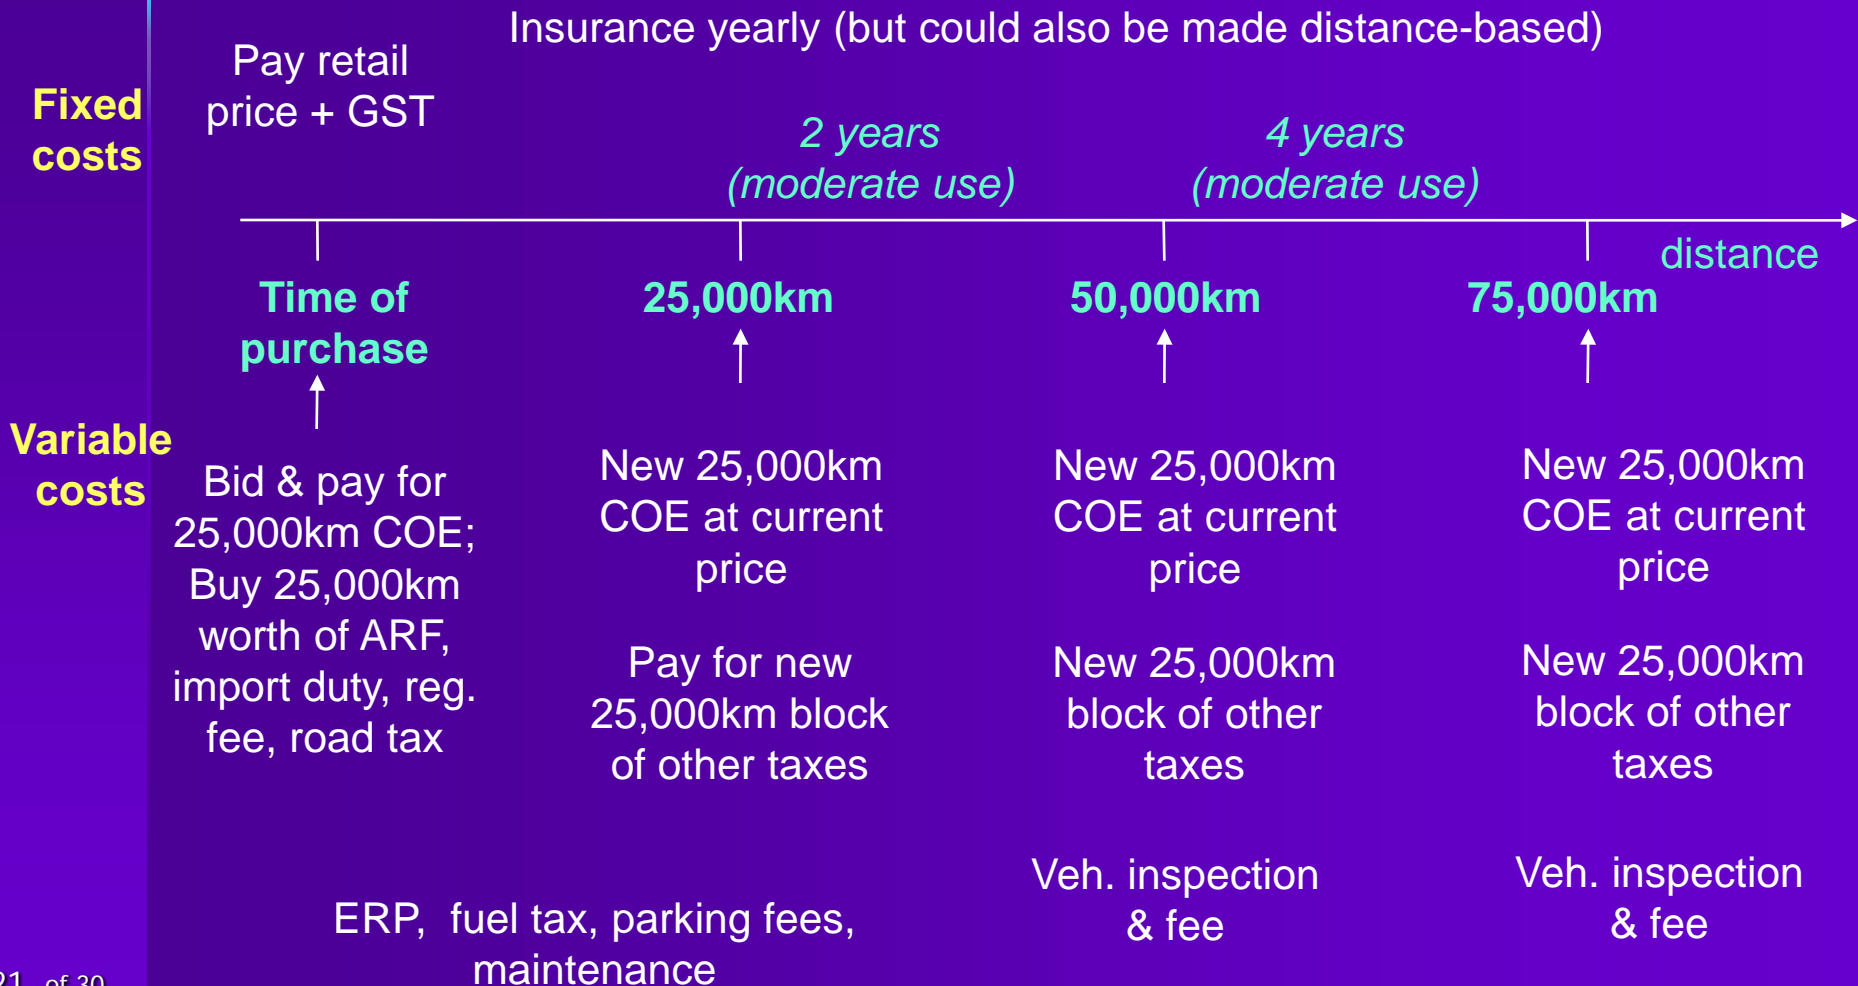 Insurance yearly (but could also be made distance-based)
Pay retail
price + GST
Fixed
costs
2 years
(moderate use)
4 years
(moderate use)
distance
Time of
purchase
25,000km
50,000km
75,000km
Variable
costs
Bid & pay for
25,000km COE;
Buy 25,000km
worth of ARF,
import duty, reg.
fee, road tax
New 25,000km
COE at current
price
Pay for new
25,000km block
of other taxes
New 25,000km
COE at current
price
New 25,000km
block of other
taxes
Veh. inspection
& fee
New 25,000km
COE at current
price
New 25,000km
block of other
taxes
Veh. inspection
& fee
ERP, fuel tax, parking fees,
maintenance
21 of 30